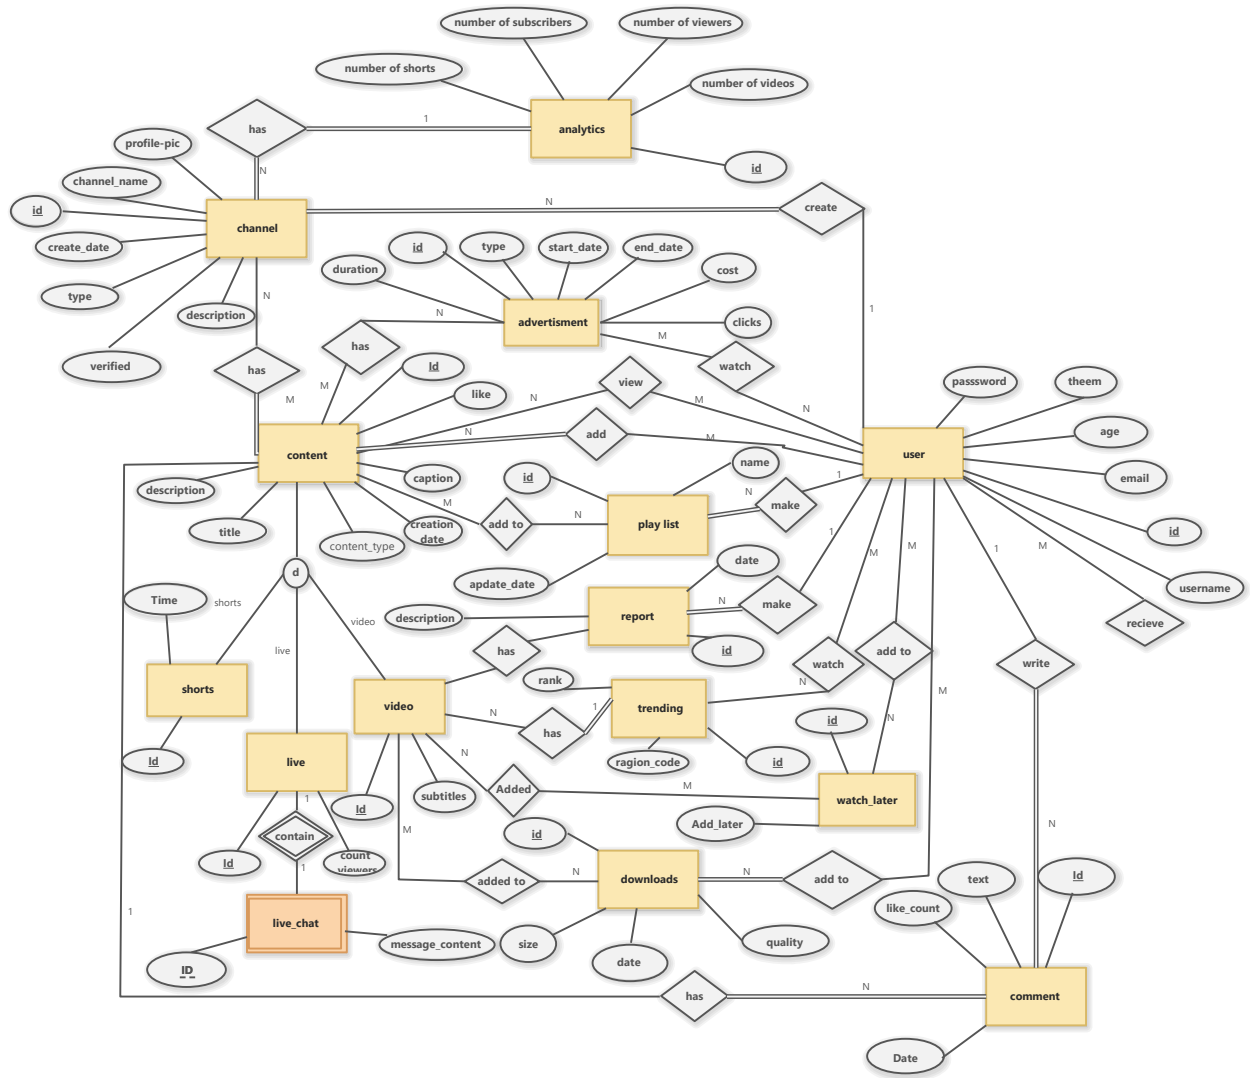 number of subscribers
number of viewers
number of shorts
number of videos
has
1
analytics
profile-pic
N
id
channel_name
id
N
create
channel
create_date
id
type
start_date
end_date
duration
cost
type
N
description
N
advertisment
clicks
1
M
has
watch
verified
has
Id
view
passsword
theem
M
M
like
N
M
N
N
add
M
age
content
user
name
description
caption
id
1
email
M
N
make
title
creation
date
add to
N
play list
id
content_type
1
M
M
1
M
date
d
apdate_date
username
Time
shorts
N
make
description
report
recieve
video
has
id
live
watch
add to
write
shorts
rank
N
M
video
N
1
trending
N
id
has
live
N
ragion_code
id
Id
Added
M
watch_later
1
Id
subtitles
Add_later
M
id
N
contain
Id
count
viewers
1
added to
N
downloads
N
add to
text
Id
like_count
1
live_chat
message_content
size
quality
ID
date
has
N
comment
Date